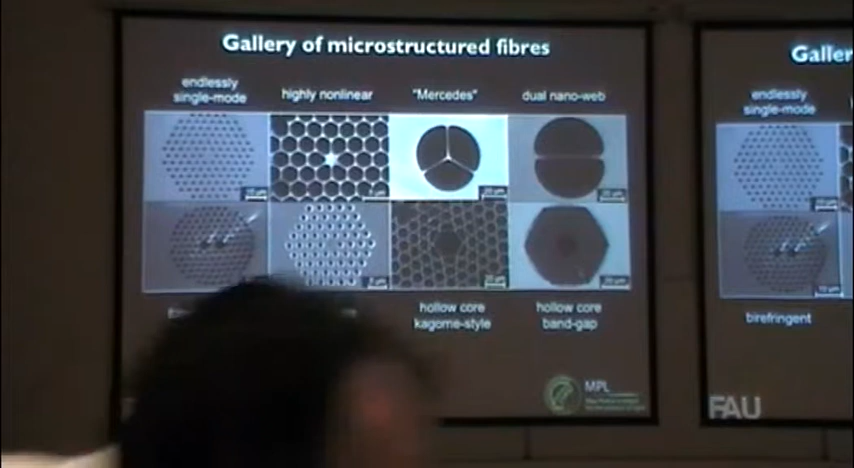 Gallery of microstructured fibres
endlessly
single-mode
highly nonlinear
"Mercedes"
dual nano-web
hollow core
kagome-style
hollow core
band-gap
MPL
Galler
endlessly
single-mode
birefringent
FAU